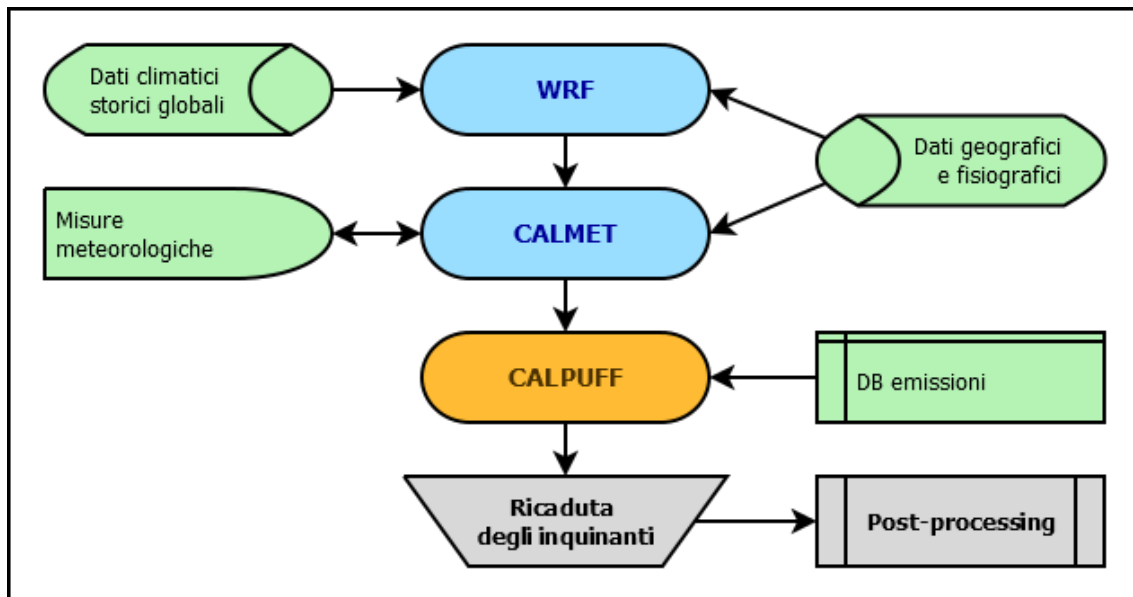 Dati climatici
storici globali
WRF
Dati geografici
e fisiografici
Misure
meteorologiche
CALMET
CALPUFF
DB emissioni
Ricaduta
degli inquinanti
Post-processing